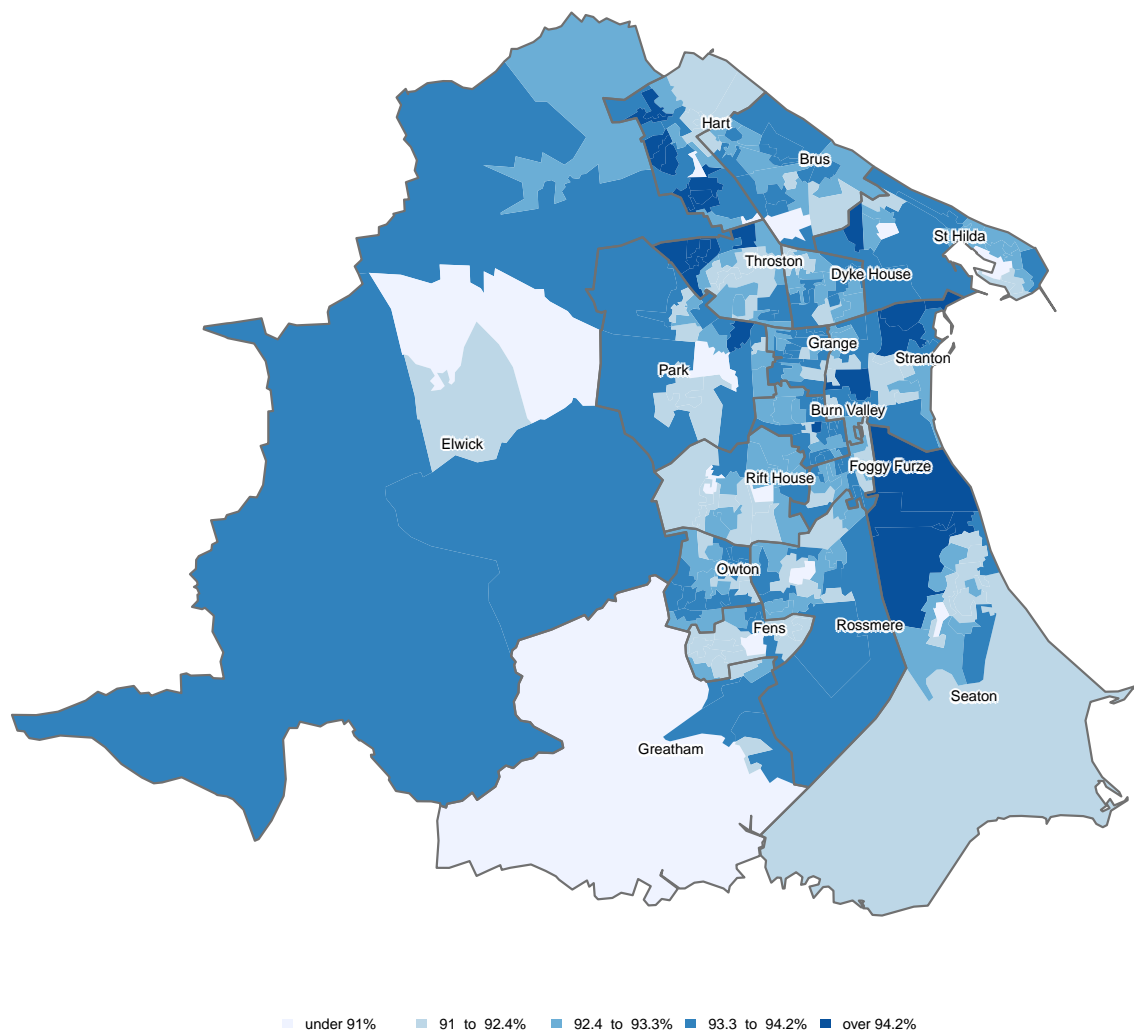 Hart
Brus
St Hilda
Throston
Dyke House
Grange
Stranton
Park
Burn Valley
Elwick
Foggy Furze
Rift House
Owton
Fens
Rossmere
Seaton
Greatham
under 91%
91 to 92.4%
92.4 to 93.3%
93.3 to 94.2%
over 94.2%